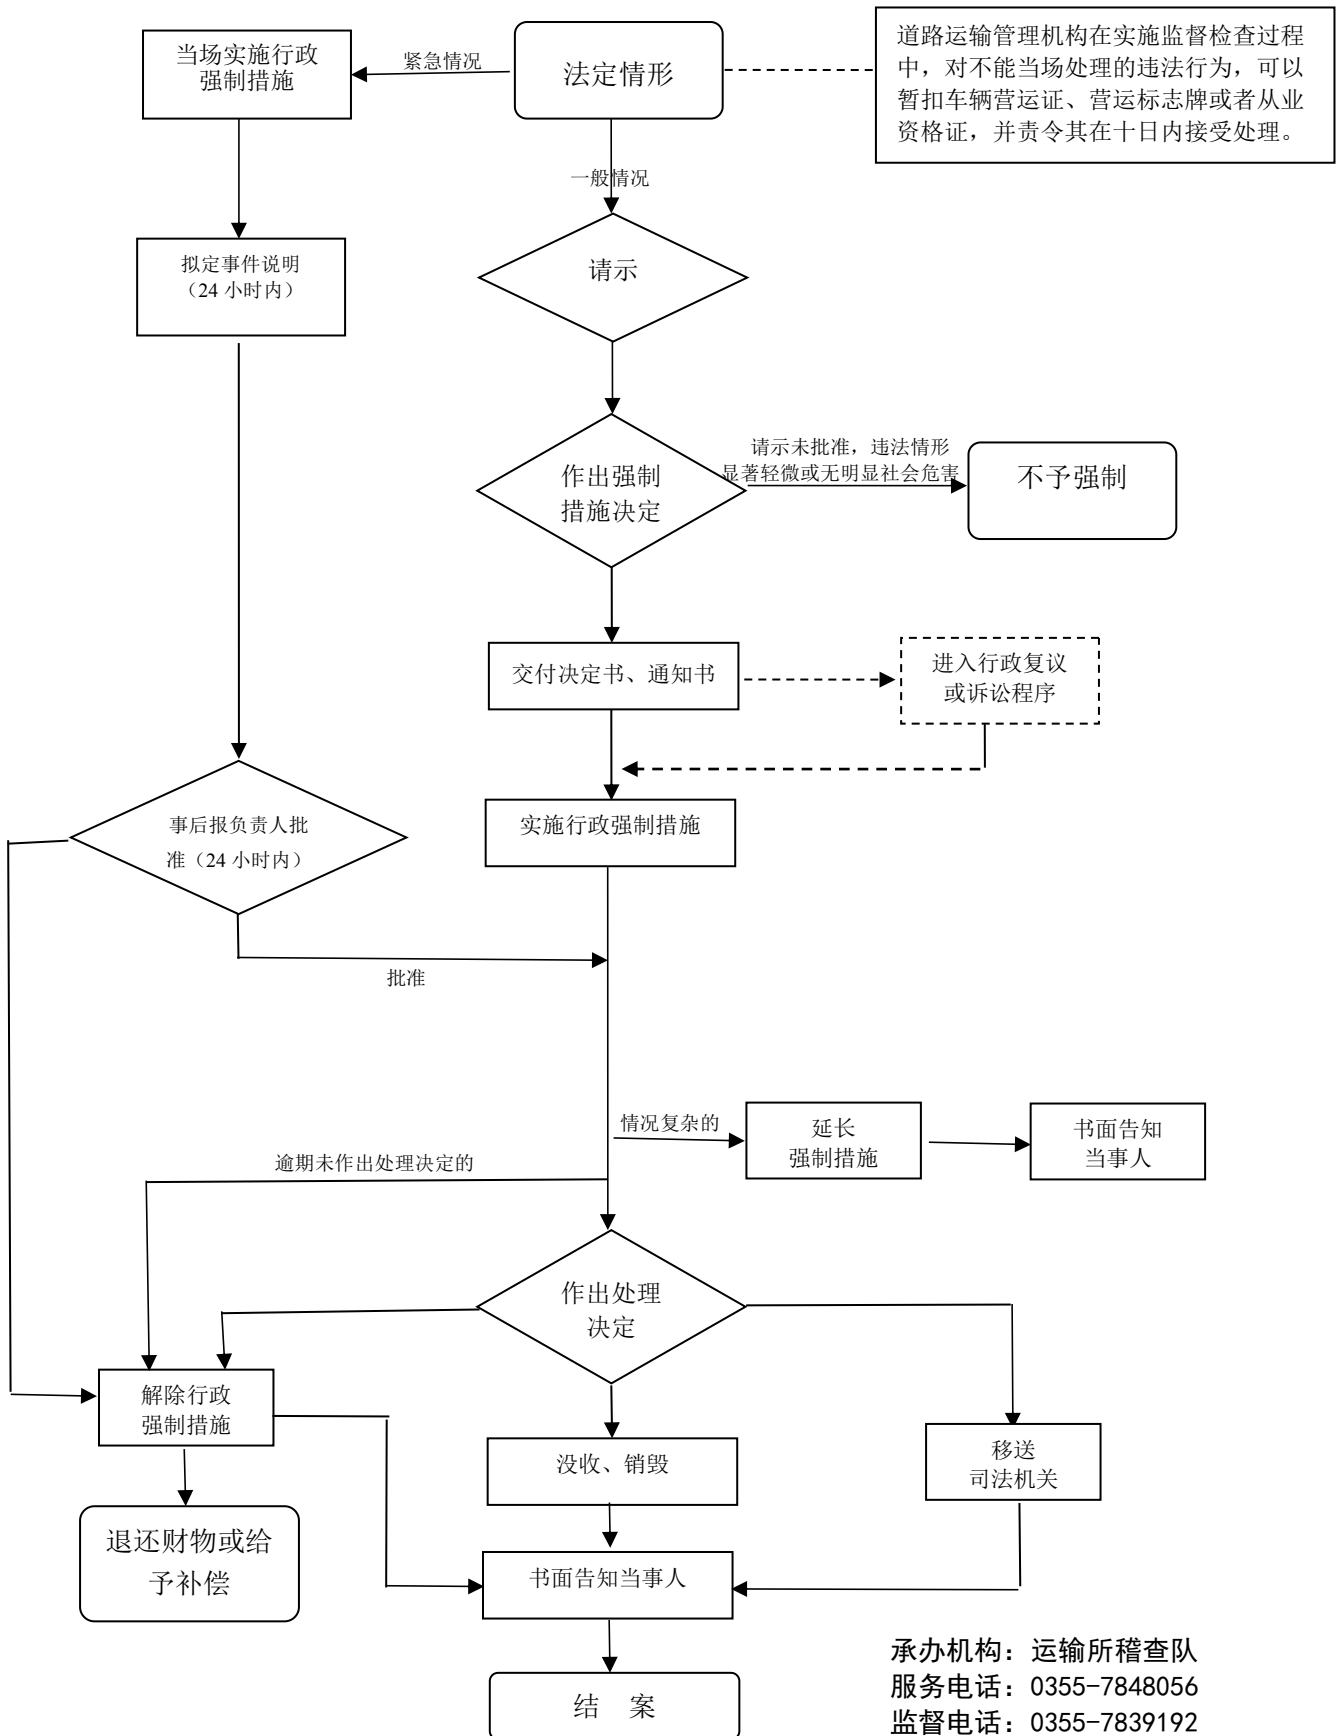 当场实施行政
强制措施
紧急情况
法定情形
道路运输管理机构在实施监督检查过程
中，对不能当场处理的违法行为，可以
暂扣车辆营运证、营运标志牌或者从业
资格证，并责令其在十日内接受处理。
一般情况
拟定事件说明
（24 小时内）
请示
作出强制
措施决定
请示未批准，违法情形
显著轻微或无明显社会危害
不予强制
交付决定书、通知书
进入行政复议
或诉讼程序
事后报负责人批
准（24 小时内）
实施行政强制措施
批准
情况复杂的
延长
强制措施
书面告知
当事人
逾期未作出处理决定的
作出处理
决定
解除行政
强制措施
没收、销毁
移送
司法机关
退还财物或给
予补偿
书面告知当事人
结 案
承办机构：运输所稽查队
服务电话：0355-7848056
监督电话：0355-7839192